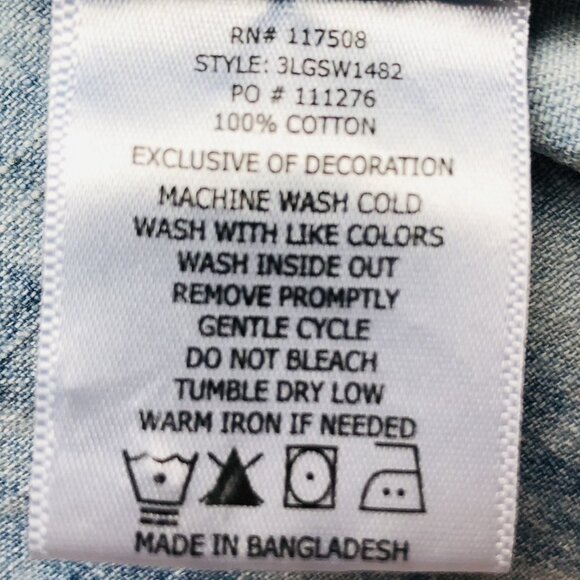 RN# 117508
STYLE: 3LGSW1482
PO # 111276
100% COTTON
EXCLUSIVE OF DECORATION
MACHINE WASH COLD
WASH WITH LIKE COLORS
WASH INSIDE OUT
REMOVE PROMPTLY
GENTLE CYCLE
DO NOT BLEACH
TUMBLE DRY LOW
WARM IRON IF NEEDED
MADE IN BANGLADESH